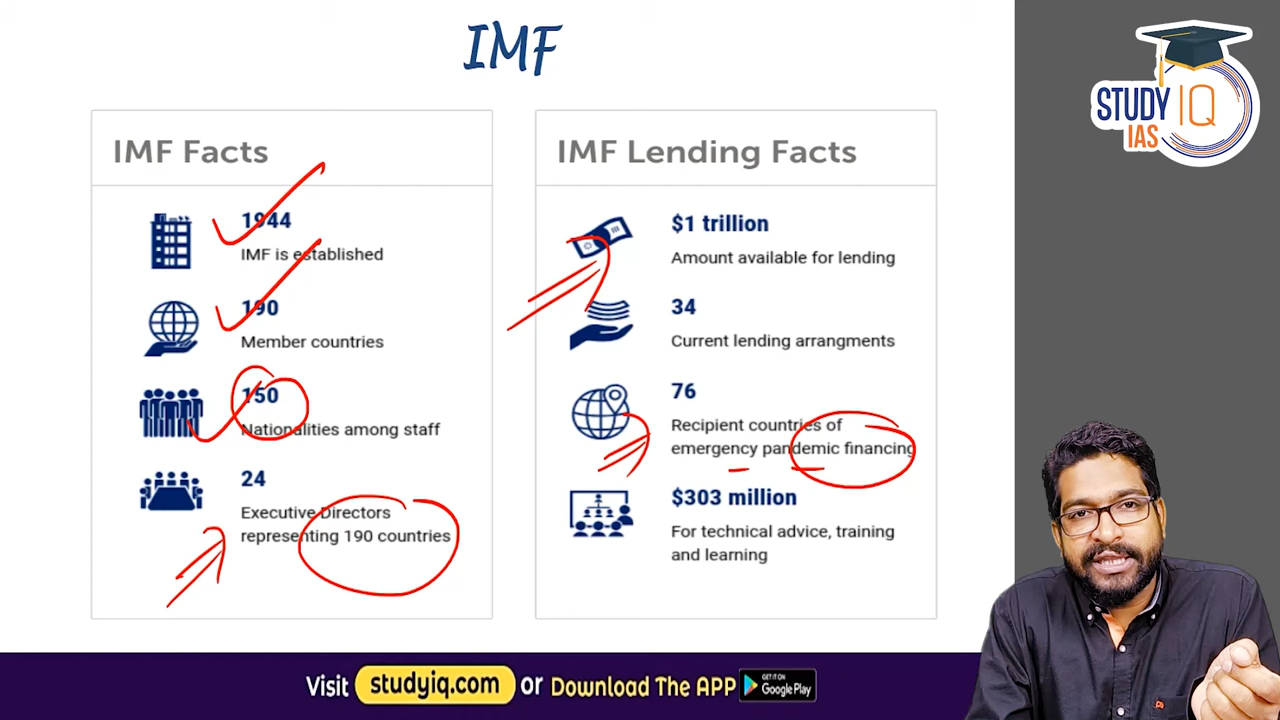 IMF
IMF Facts
1944
IMF is established
190
Member countries
150
Nationalities among staff
24
Executive Directors
representing 190 countries
IMF Lending Facts
$1 trillion
Amount available for lending
34
Current lending arrangments
76
Recipient countries of
emergency pandemic financing
$303 million
For technical advice, training
and learning
STUDY IQ
IAS
Visit studyiq.com or Download The APP
GET IT ON
Google Play